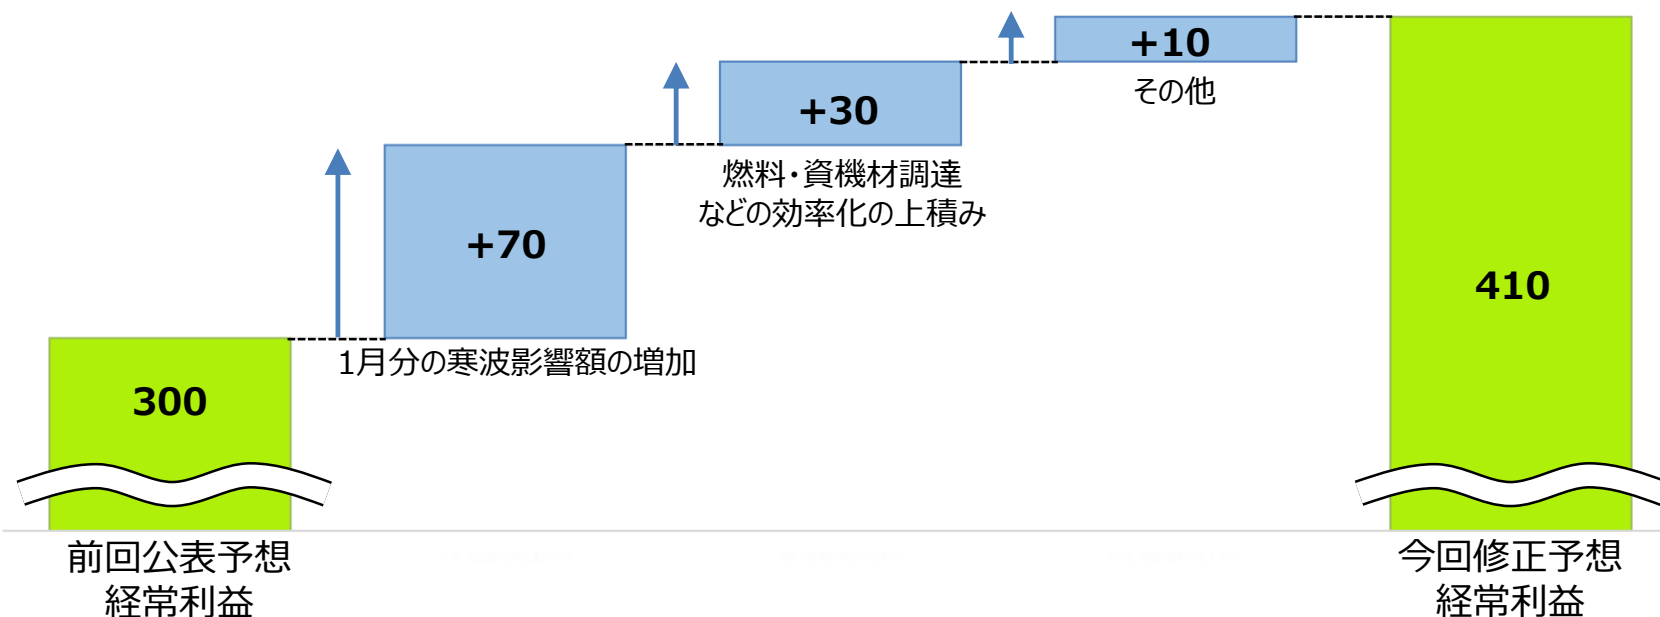 +10
その他
+30
燃料・資機材調達
などの効率化の上積み
+70
1月分の寒波影響額の増加
300
410
前回公表予想
経常利益
今回修正予想
経常利益